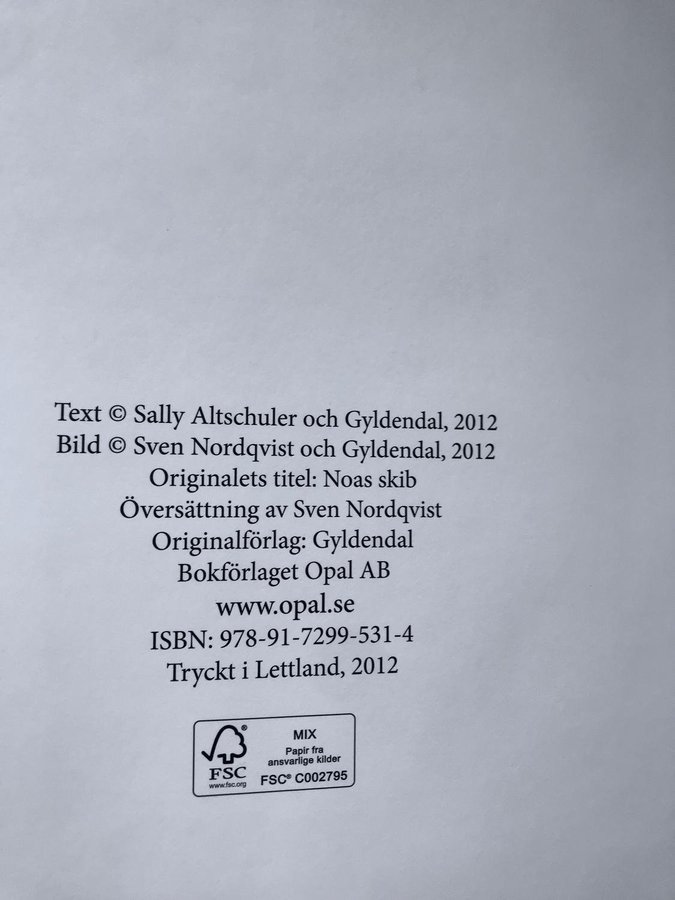 Text © Sally Altschuler och Gyldendal, 2012
Bild © Sven Nordqvist och Gyldendal, 2012
Originalets titel: Noas skib
Översättning av Sven Nordqvist
Originalförlag: Gyldendal
Bokförlaget Opal AB
www.opal.se
ISBN: 978-91-7299-531-4
Tryckt i Lettland, 2012
®
FSC
www.fsc.org
MIX
Papir fra
ansvarlige kilder
FSC® C002795